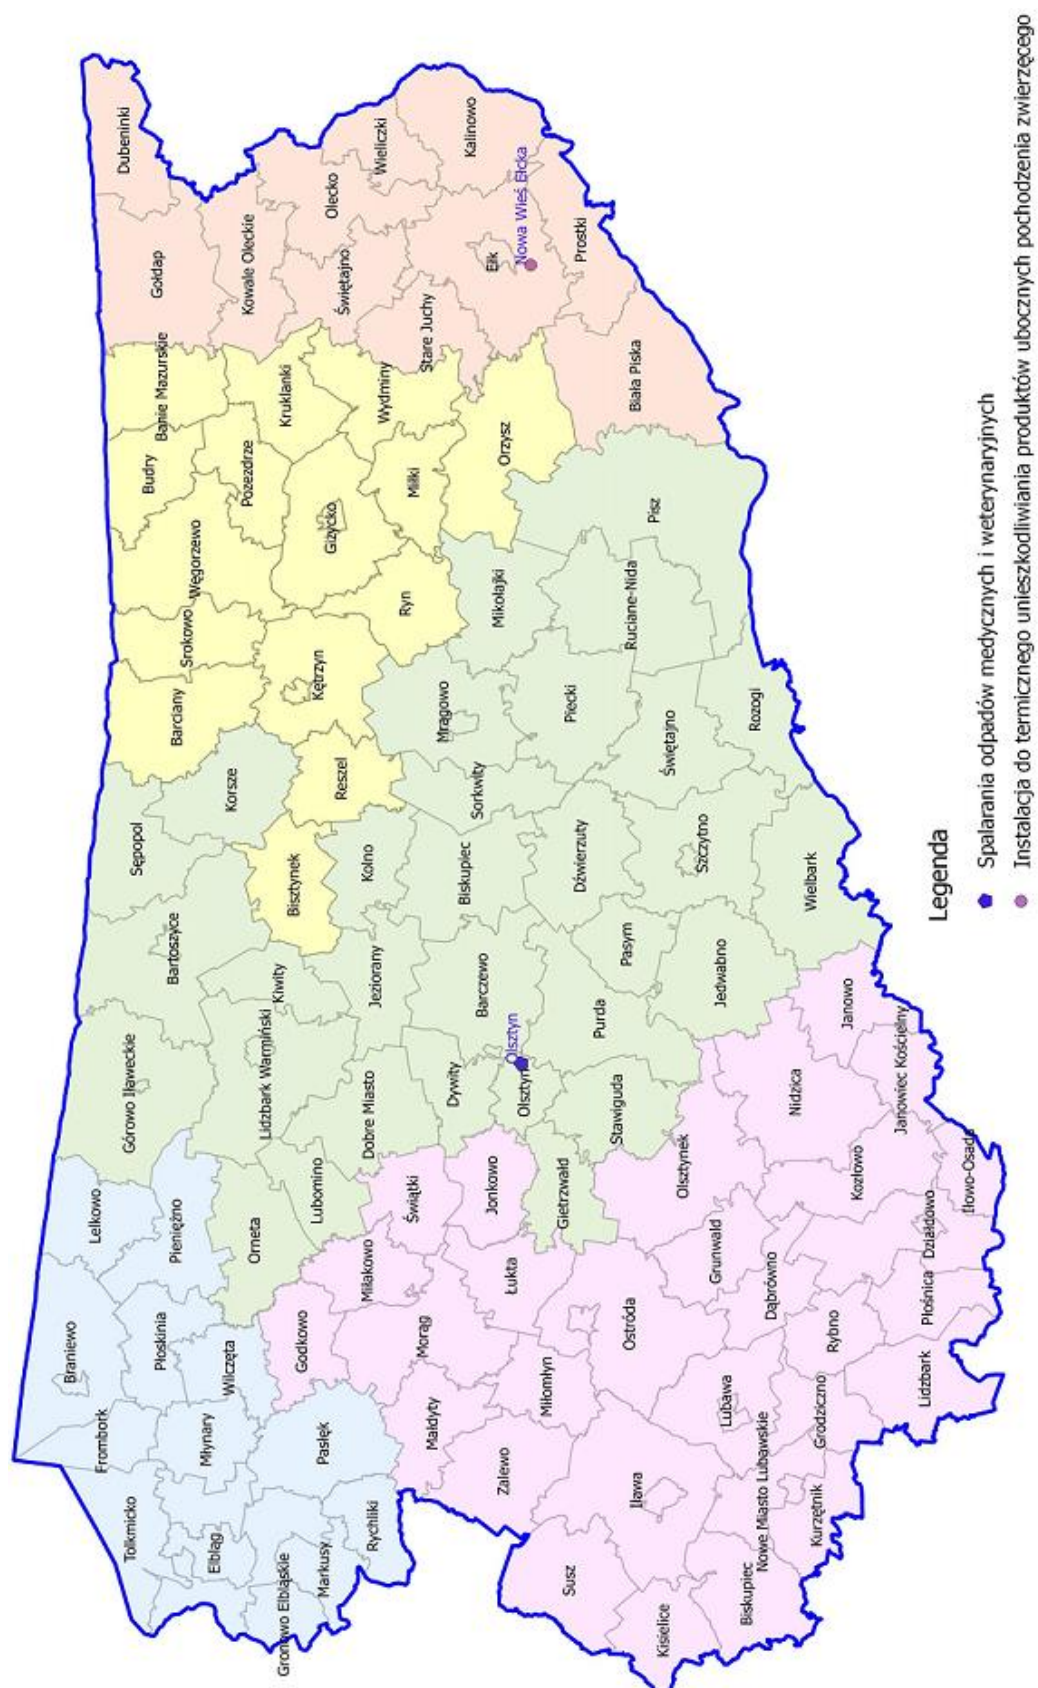 Dubeninki
Gołdap
Banie Mazurskie
Budry
Węgorzewo
Srokowo
Barciany
Sępopol
Bartoszyce
Górowo Iławeckie
Lelkowo
Braniewo
Frombork
Tolkmicko
Kowale Oleckie
Kruklanki
Pozezdrze
Giżycko
Kętrzyn
Korsze
Reszel
Bisztynek
Kiwity
Lidzbark Warmiński
Pieniężno
Orneta
Lubomino
Płoskinia
Wilczęta
Młynary
Elbląg
Godkowo
Pasłęk
Gronowo Elbląskie
Markusy
Rychliki
Wieliczki
Olecko
Świętajno
Kalinowo
Stare Juchy
Wydminy
Miłki
Ryn
Ełk
Nowa Wieś Ełcka
Prostki
Orzysz
Biała Piska
Mikołajki
Mrągowo
Sorkwity
Kolno
Biskupiec
Jeziorany
Barczewo
Dobre Miasto
Dywity
Olsztyn
Olsztyn
Świątki
Jonkowo
Miłakowo
Łukta
Morąg
Małdyty
Miłomłyn
Zalewo
Susz
Kisielice
Pisz
Ruciane-Nida
Piecki
Świętajno
Rozogi
Dźwierzuty
Szczytno
Wielbark
Pasym
Jedwabno
Purda
Stawiguda
Gietrzwałd
Olsztynek
Ostróda
Grunwald
Dąbrówno
Nidzica
Janowo
Janowiec Kościelny
Kozłowo
Iłowo-Osada
Działdowo
Płośnica
Rybno
Lidzbark
Lubawa
Grodziczno
Iława
Nowe Miasto Lubawskie
Kurzętnik
Biskupiec
Legenda
Spalarania odpadów medycznych i weterynaryjnych
Instalacja do termicznego unieszkodliwiania produktów ubocznych pochodzenia zwierzęcego